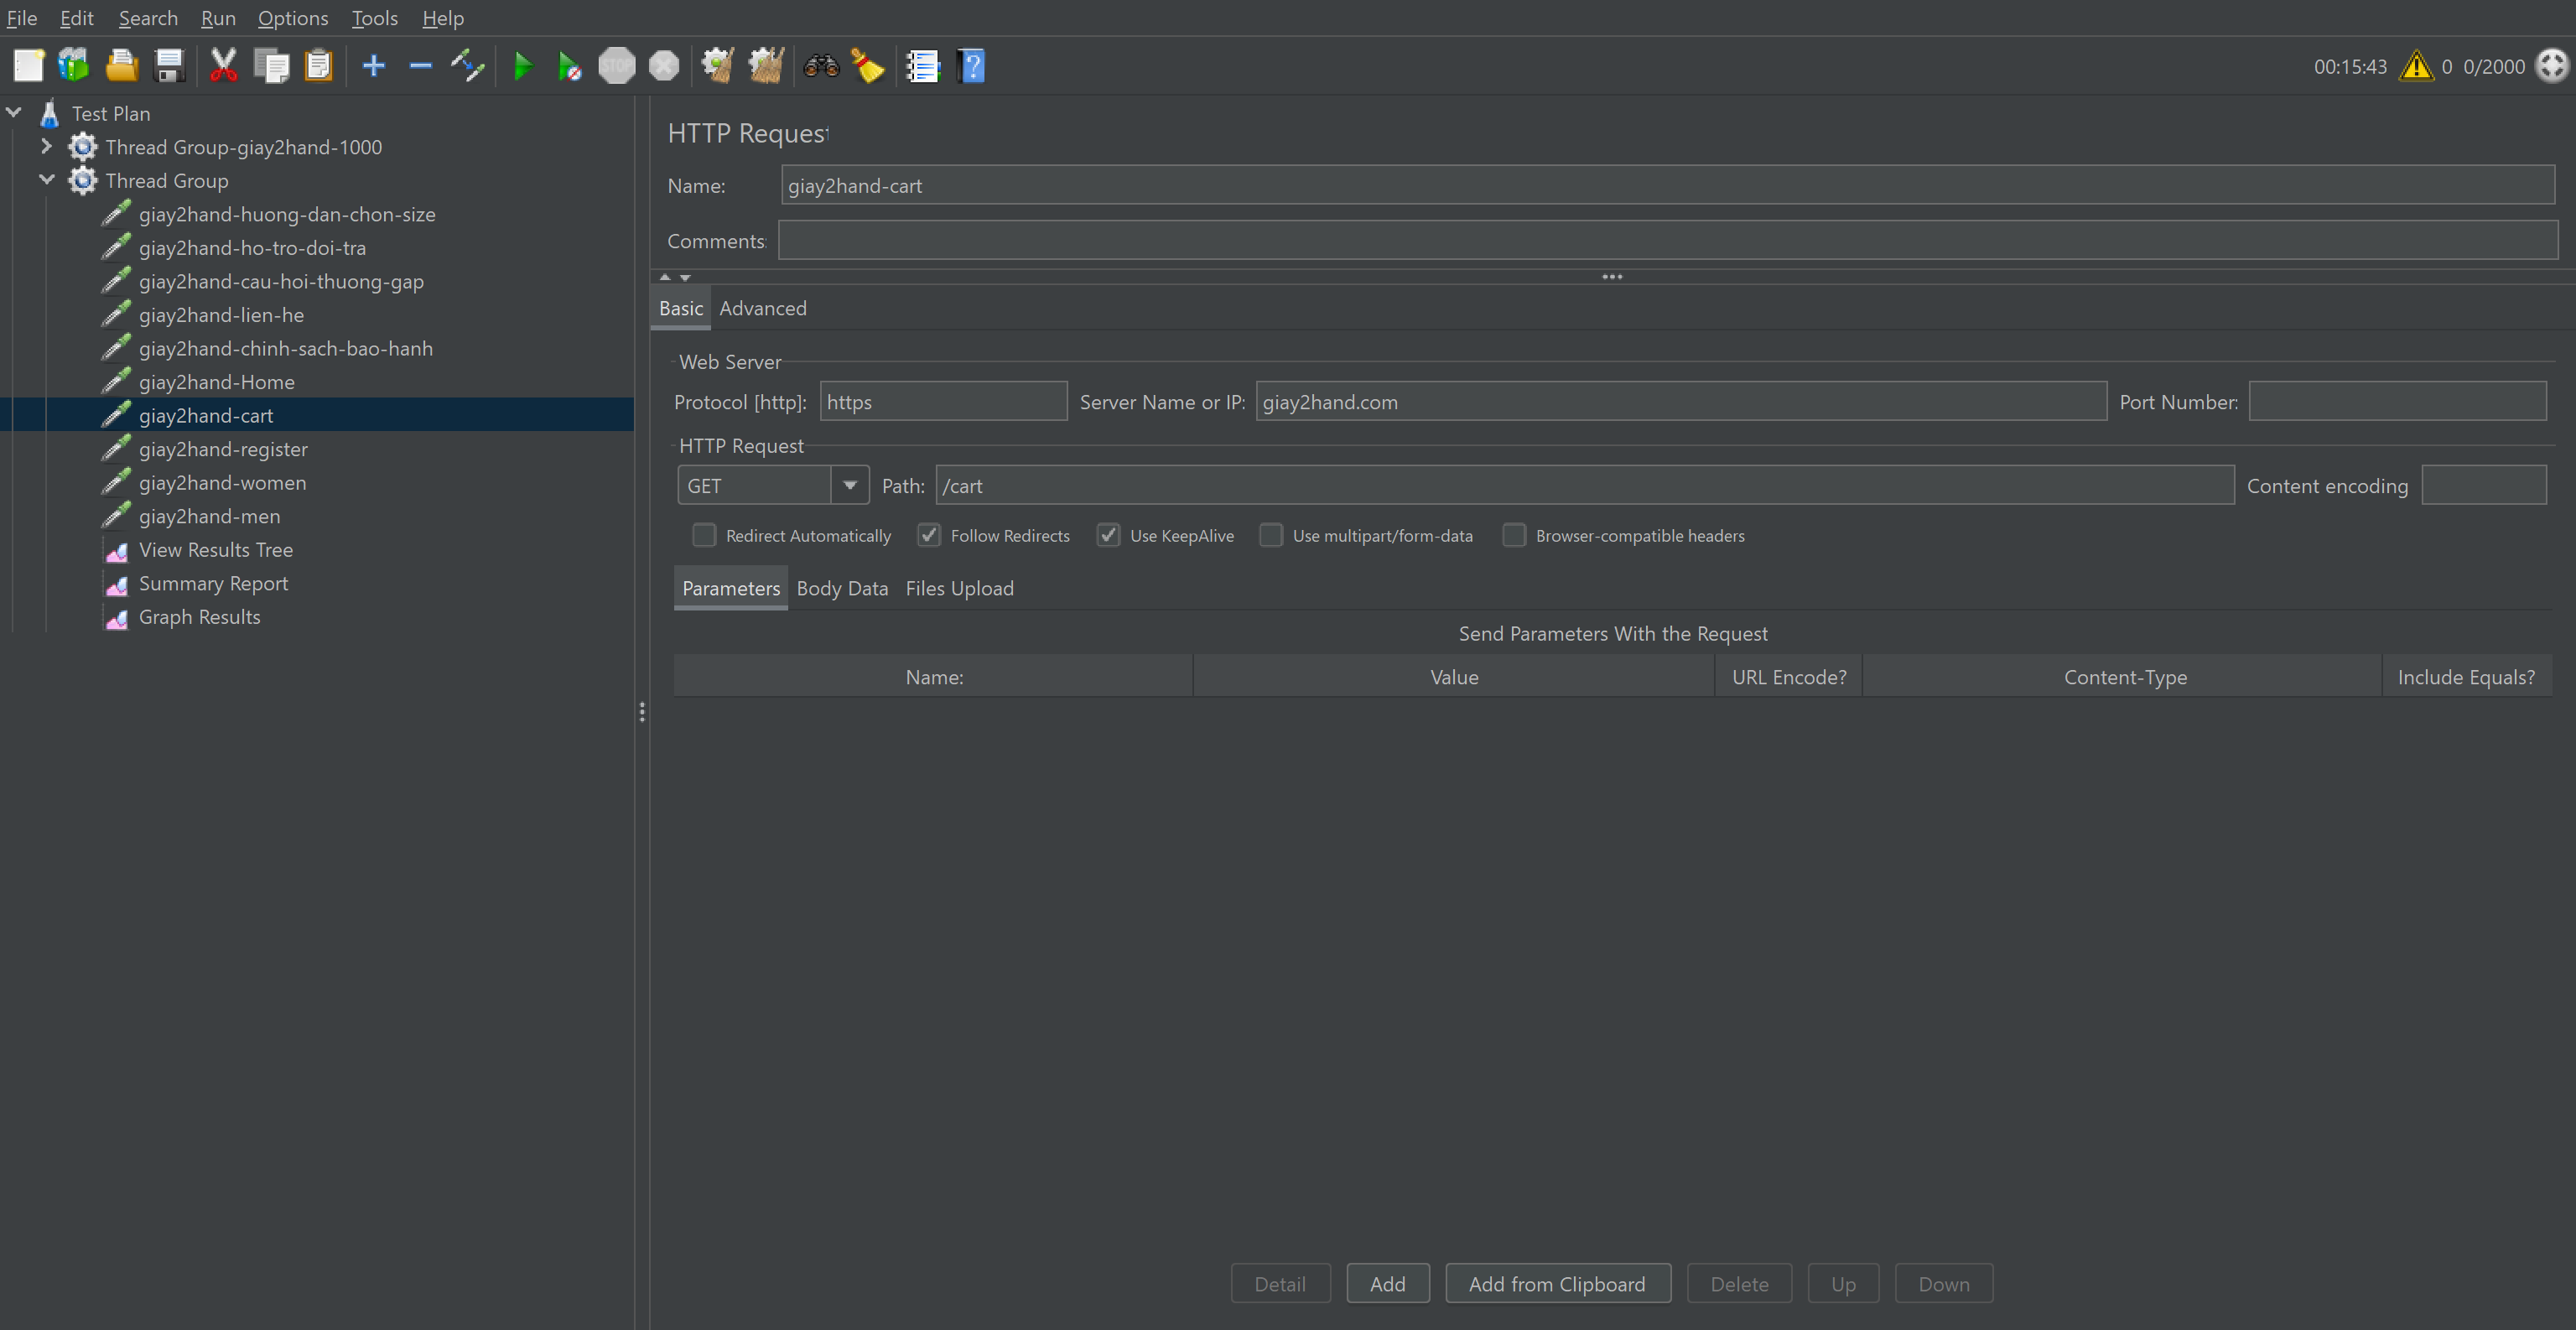 File Edit Search Run Options Tools Help
STOP
00:15:43 0 0/2000
Test Plan
Thread Group-giay2hand-1000
Thread Group
giay2hand-huong-dan-chon-size
giay2hand-ho-tro-doi-tra
giay2hand-cau-hoi-thuong-gap
giay2hand-lien-he
giay2hand-chinh-sach-bao-hanh
giay2hand-Home
giay2hand-cart
giay2hand-register
giay2hand-women
giay2hand-men
View Results Tree
Summary Report
Graph Results
HTTP Request
Name: giay2hand-cart
Comments:
Basic Advanced
Web Server
Protocol [http]: https Server Name or IP: giay2hand.com Port Number:
HTTP Request
GET Path: /cart Content encoding
Redirect Automatically Follow Redirects Use KeepAlive Use multipart/form-data Browser-compatible headers
Parameters Body Data Files Upload
Send Parameters With the Request
Name: Value URL Encode? Content-Type Include Equals?
Detail Add Add from Clipboard Delete Up Down